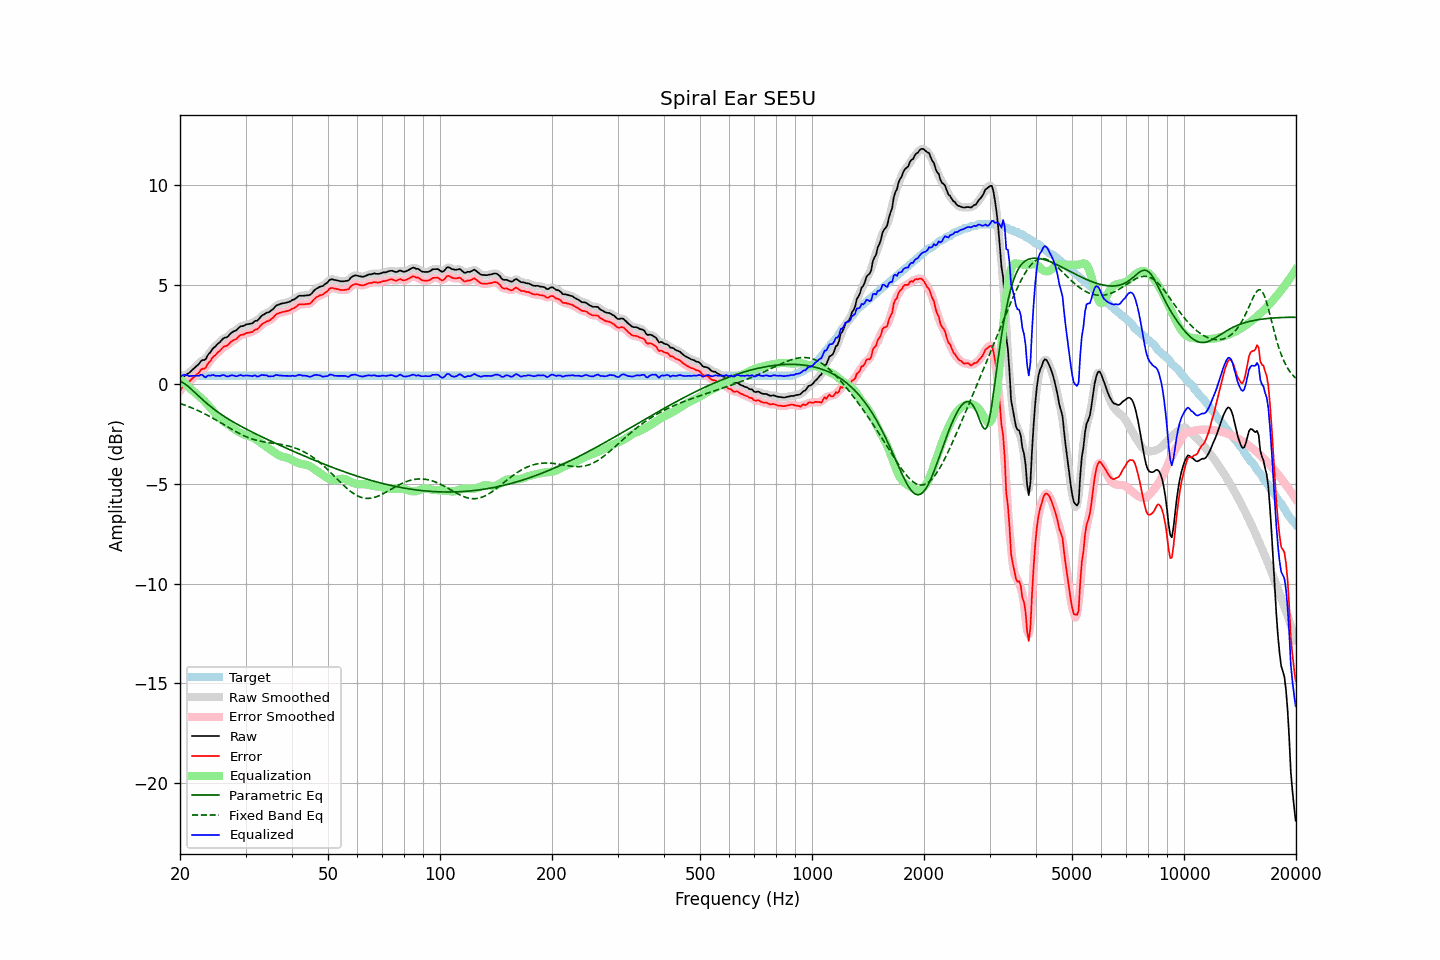 Spiral Ear SE5U
Amplitude (dBr)
10
5
0
−5
−10
−15
−20
Target
Raw Smoothed
Error Smoothed
Raw
Error
Equalization
Parametric Eq
Fixed Band Eq
Equalized
20 50 100 200 500 1000 2000 5000 10000 20000
Frequency (Hz)